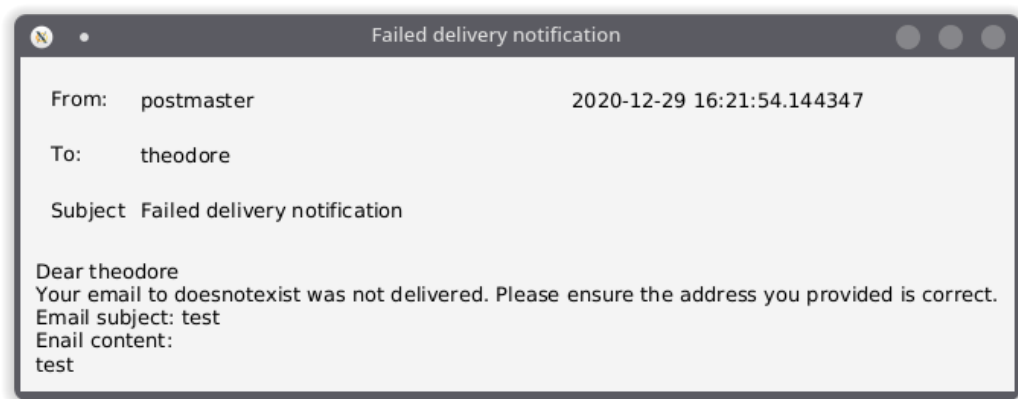 Failed delivery notification
From: postmaster 2020-12-29 16:21:54.144347
To: theodore
Subject Failed delivery notification
Dear theodore
Your email to doesnotexist was not delivered. Please ensure the address you provided is correct.
Email subject: test
Enail content:
test